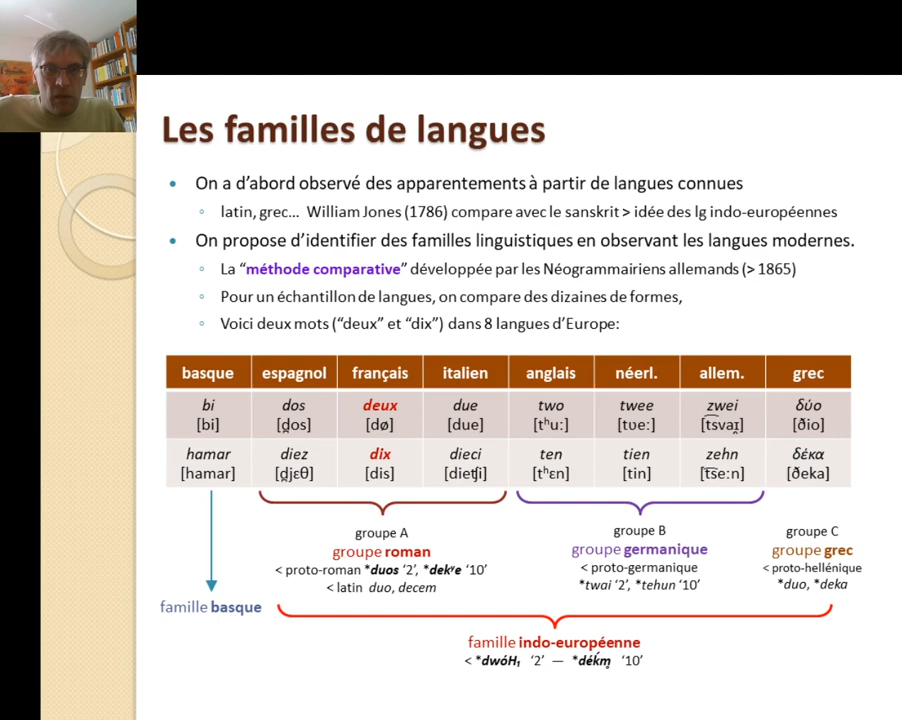 Les familles de langues
• On a d’abord observé des apparentements à partir de langues connues
◦ latin, grec… William Jones (1786) compare avec le sanskrit > idée des lg indo-européennes
• On propose d’identifier des familles linguistiques en observant les langues modernes.
◦ La “méthode comparative” développée par les Néogrammairiens allemands (> 1865)
◦ Pour un échantillon de langues, on compare des dizaines de formes,
◦ Voici deux mots (“deux” et “dix”) dans 8 langues d’Europe:
basque espagnol français italien anglais néerl. allem. grec
bi dos deux due two twee zwei δύο
[bi] [d̪os] [dø] [due] [tʰuː] [tʋeː] [t͡svaɪ̯] [ðio]
hamar diez dix dieci ten tien zehn δέκα
[hamar] [d̪jɛθ] [dis] [dietʃi] [tʰɛn] [tin] [t͡seːn] [ðeka]
groupe A groupe B groupe C
groupe roman groupe germanique groupe grec
< proto-roman *duos ‘2’, *dekʸe ‘10’ < proto-germanique < proto-hellénique
< latin duo, decem *twai ‘2’, *tehun ‘10’ *duo, *deka
famille basque
famille indo-européenne
< *dwóH₁ ‘2’ — *déḱm̥ ‘10’